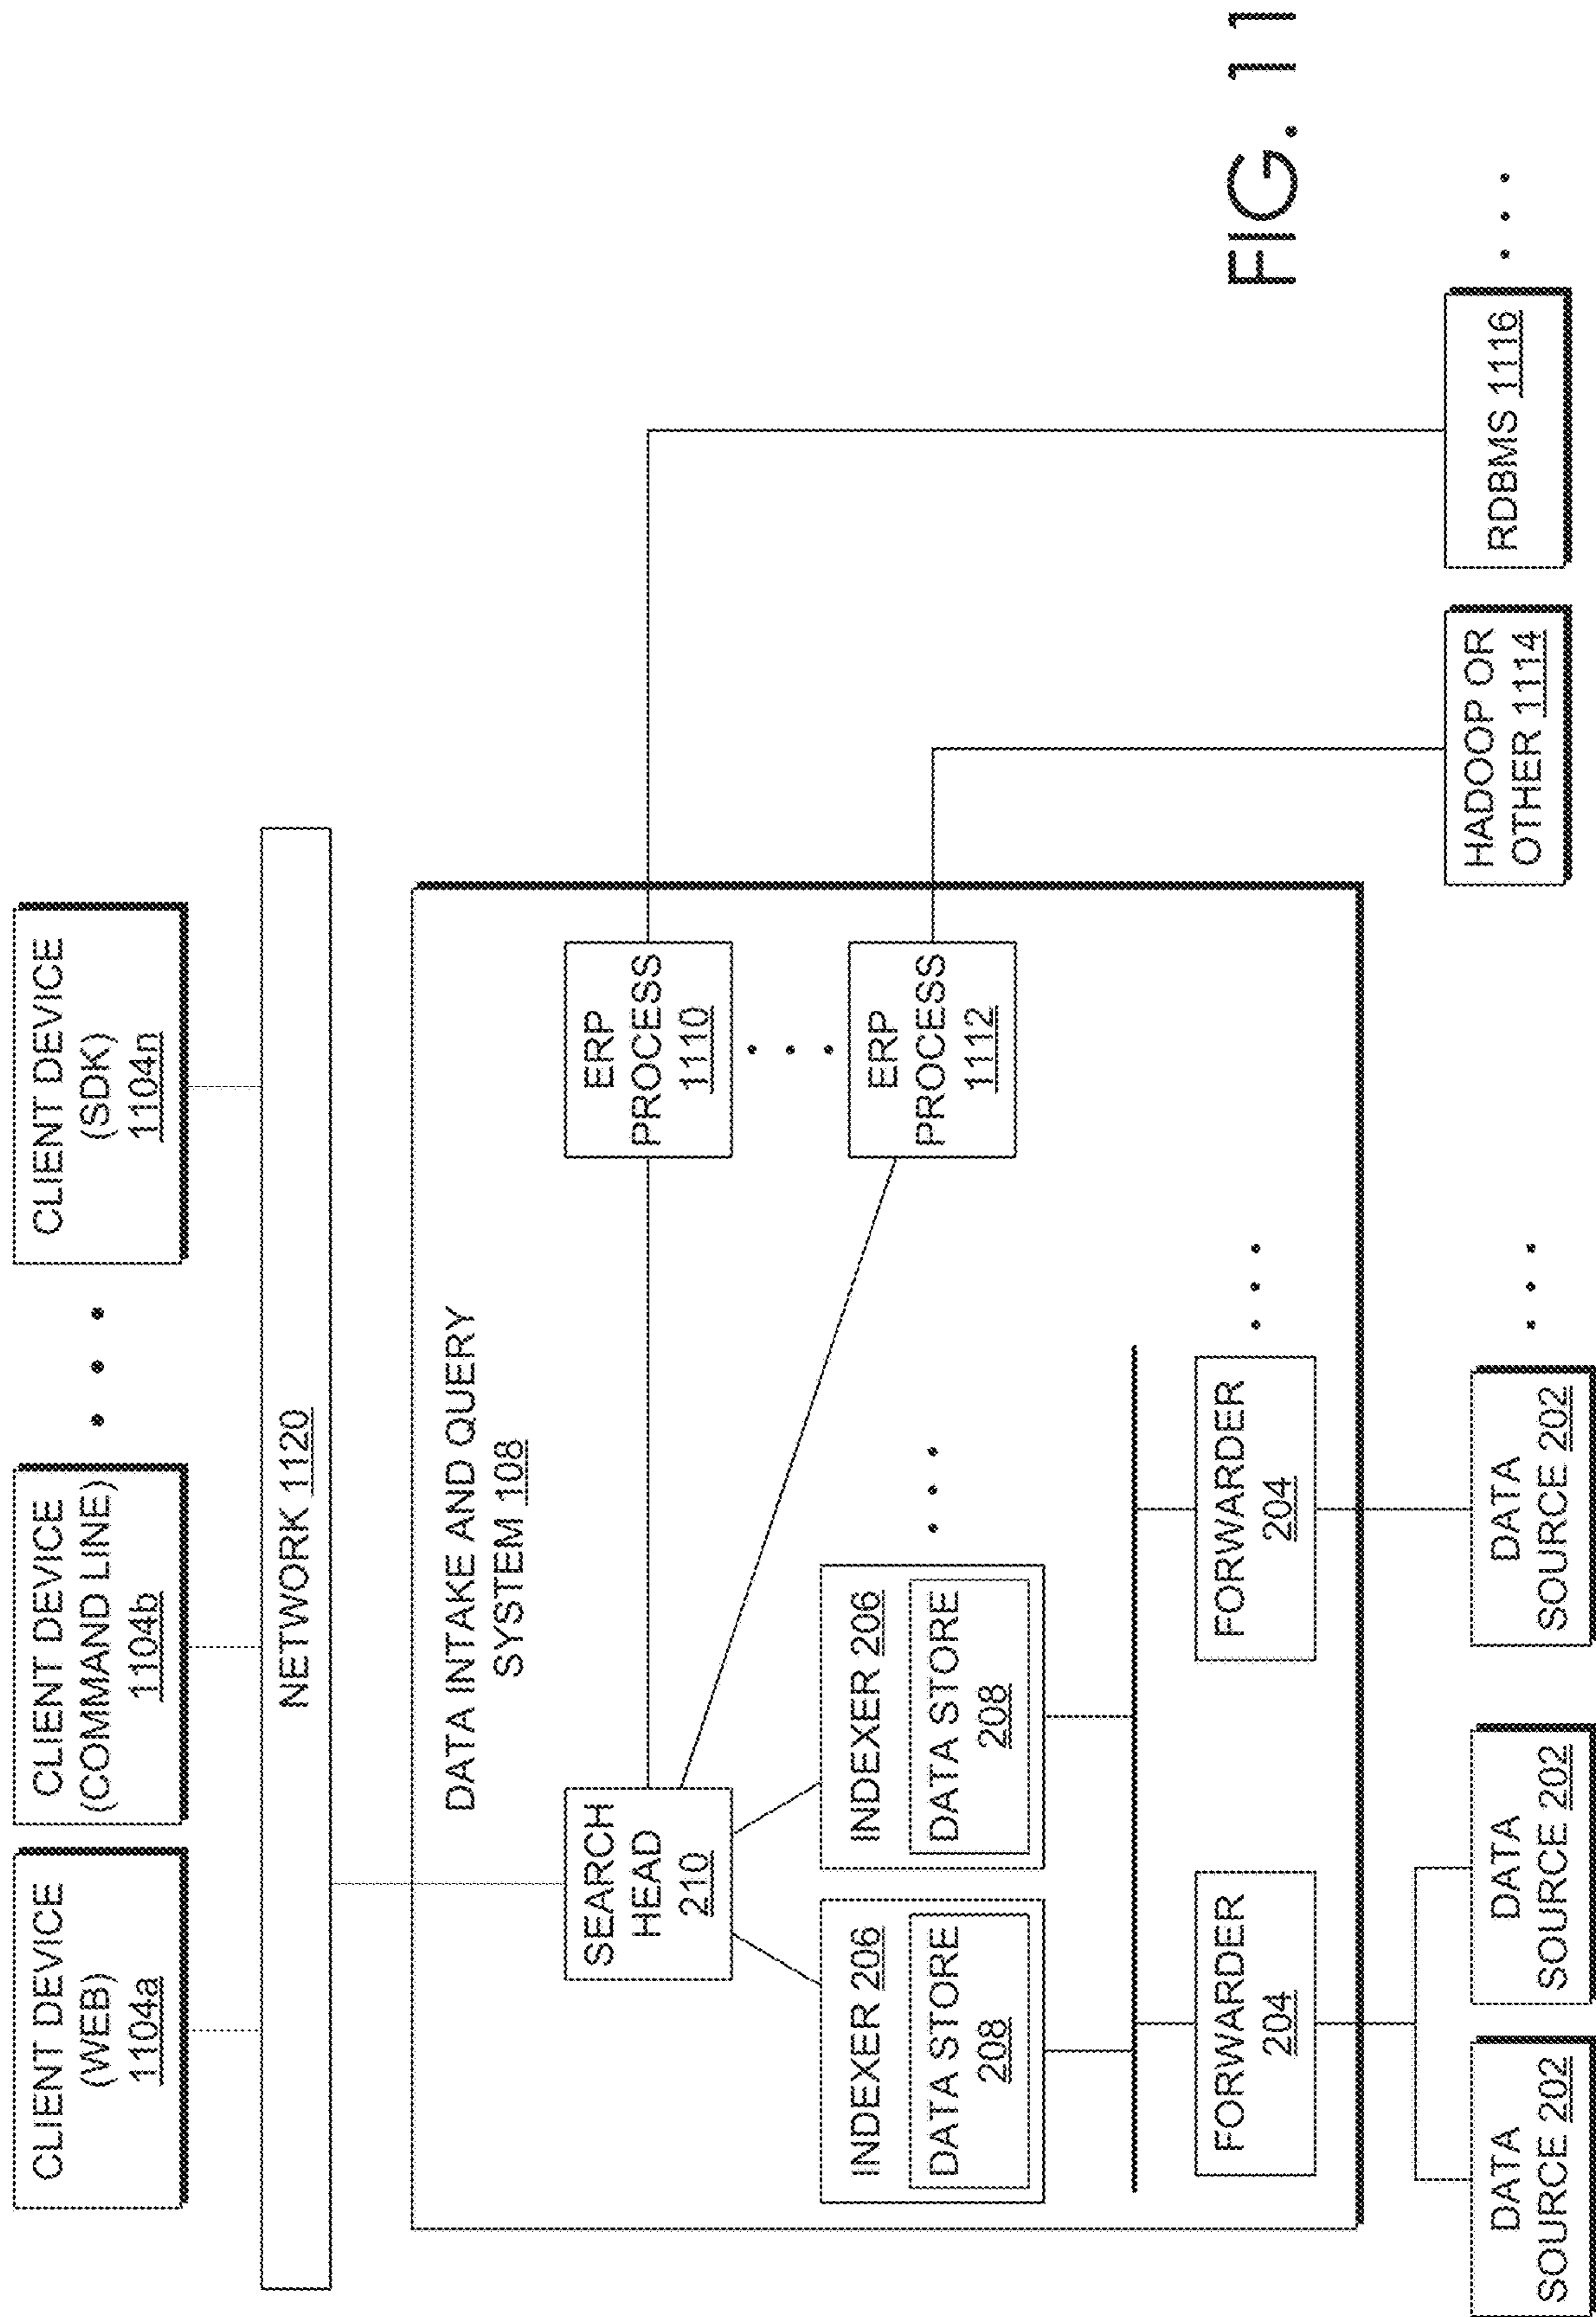 CLIENT DEVICE
(WEB)
1104a
CLIENT DEVICE
(COMMAND LINE)
1104b
CLIENT DEVICE
(SDK)
1104n
NETWORK 1120
DATA INTAKE AND QUERY
SYSTEM 108
SEARCH
HEAD
210
ERP
PROCESS
1110
ERP
PROCESS
1112
INDEXER 206
DATA STORE
208
INDEXER 206
DATA STORE
208
FORWARDER
204
FORWARDER
204
DATA
SOURCE 202
DATA
SOURCE 202
DATA
SOURCE 202
HADOOP OR
OTHER 1114
RDBMS 1116
FIG. 11